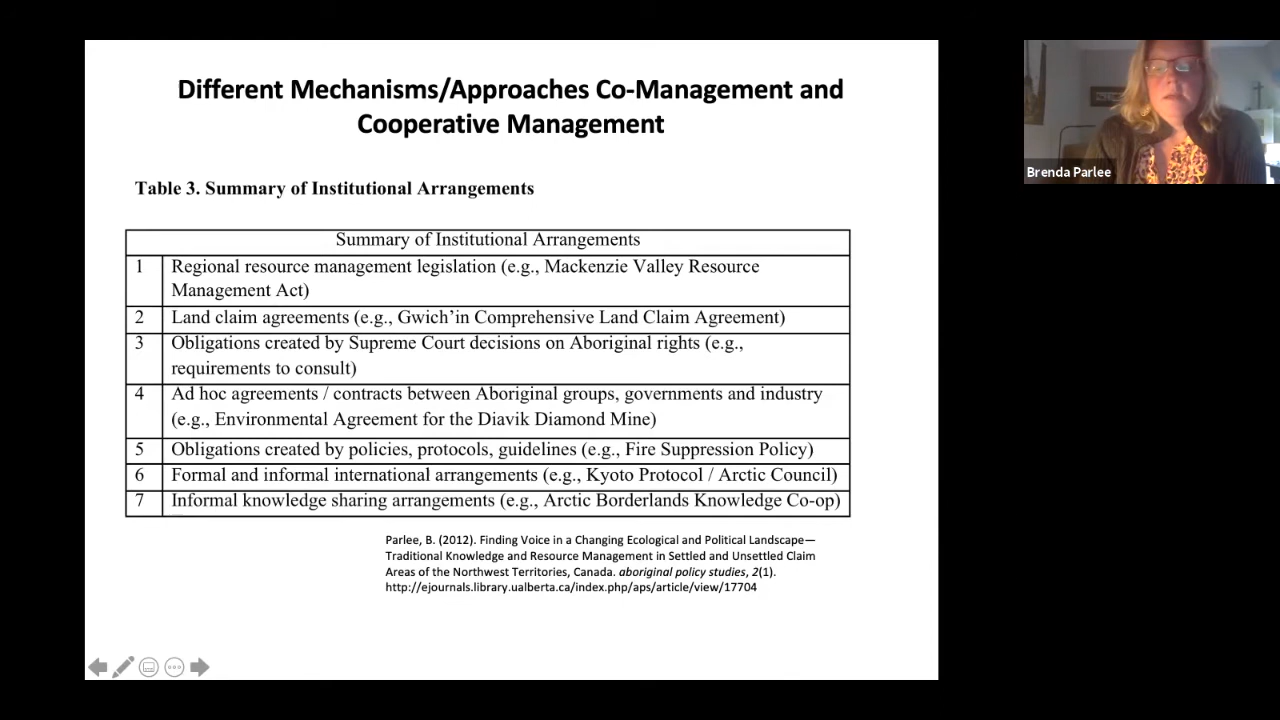 Different Mechanisms/Approaches Co-Management and
Cooperative Management
Table 3. Summary of Institutional Arrangements
Summary of Institutional Arrangements
1 Regional resource management legislation (e.g., Mackenzie Valley Resource
Management Act)
2 Land claim agreements (e.g., Gwich’in Comprehensive Land Claim Agreement)
3 Obligations created by Supreme Court decisions on Aboriginal rights (e.g.,
requirements to consult)
4 Ad hoc agreements / contracts between Aboriginal groups, governments and industry
(e.g., Environmental Agreement for the Diavik Diamond Mine)
5 Obligations created by policies, protocols, guidelines (e.g., Fire Suppression Policy)
6 Formal and informal international arrangements (e.g., Kyoto Protocol / Arctic Council)
7 Informal knowledge sharing arrangements (e.g., Arctic Borderlands Knowledge Co-op)
Parlee, B. (2012). Finding Voice in a Changing Ecological and Political Landscape—
Traditional Knowledge and Resource Management in Settled and Unsettled Claim
Areas of the Northwest Territories, Canada. aboriginal policy studies, 2(1).
http://ejournals.library.ualberta.ca/index.php/aps/article/view/17704
Brenda Parlee